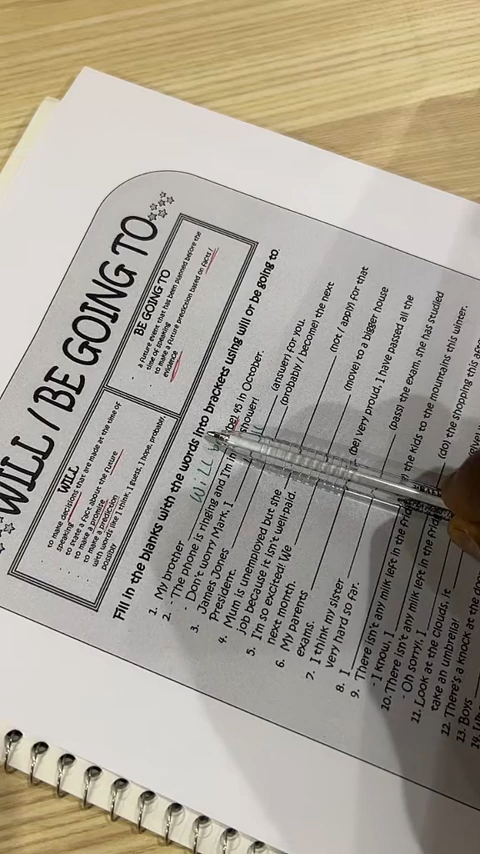 WILL / BE GOING TO
WILL
to make decisions that are made at the time of
speaking
to state a fact about the future
to make a promise
to make a prediction
with words like I think, I guess, I hope, probably,
possibly
BE GOING TO
a future event that has been planned before the
time of speaking
to make a future prediction based on facts /
evidence
Fill in the blanks with the words into brackets using will or be going to.
1. My brother will (be) 45 in October.
2. - The phone is ringing and I'm in shower!
- Don't worry Mark, I (answer) for you.
3. James Jones (probably / become) the next
President.
4. Mum is unemployed but she (not / apply) for that
job because it isn't well paid.
5. I'm so excited! We (move) to a bigger house
next month
6. My parents (be) very proud. I have passed all the
exams.
7. I think my sister (pass) the exam, she has studied
very hard so far.
8. I the kids to the mountains this winter.
9. There isn't any milk left in the
- I know, I (do) the shopping this
10. There isn't any milk left in the
- Oh sorry, I
11. Look at the clouds, it
take an umbrella!
12. There's a knock at the
13. Boys
14.